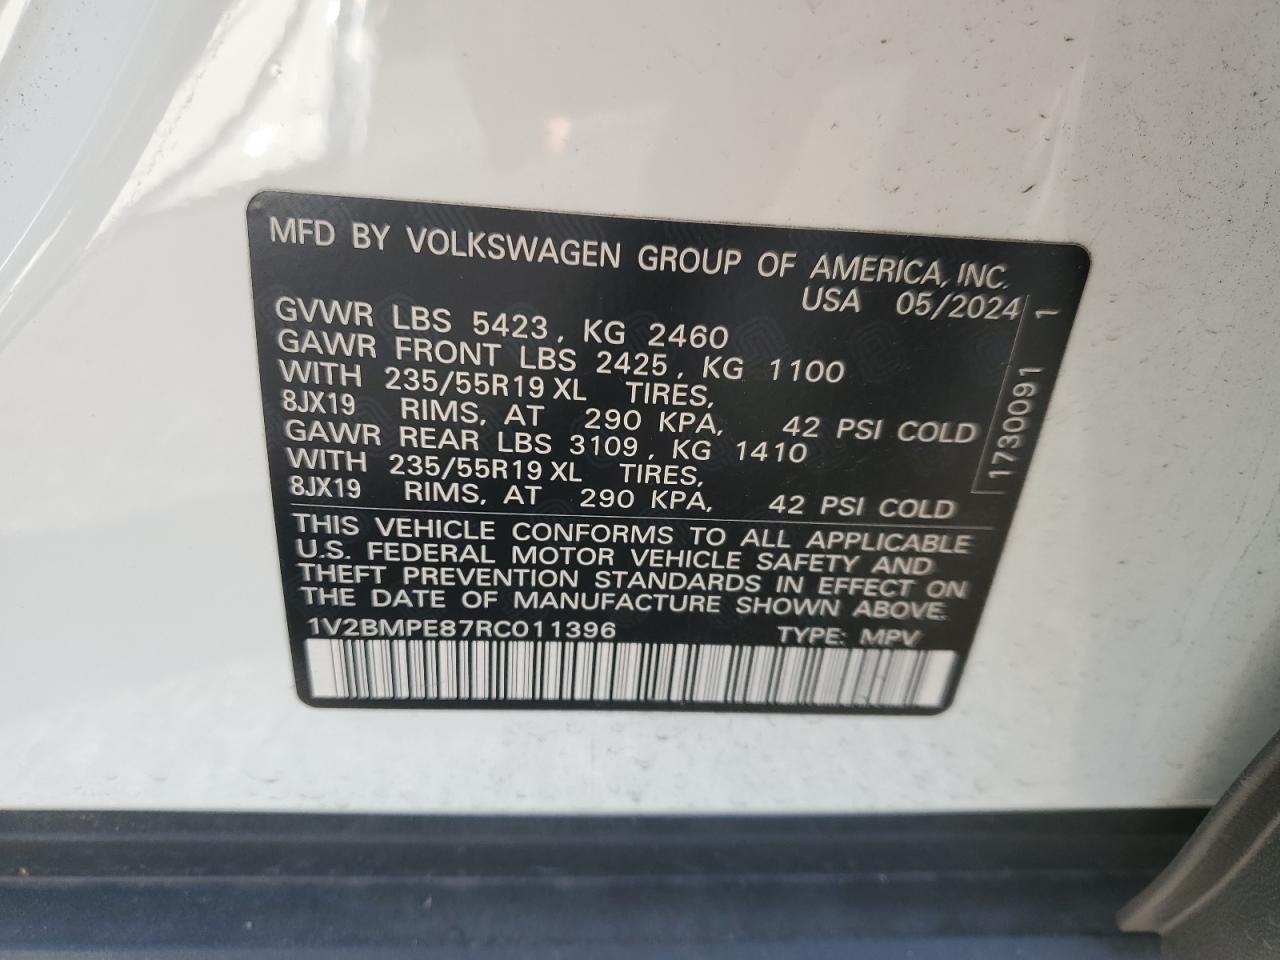 MFD BY VOLKSWAGEN GROUP OF AMERICA, INC.
USA 05/2024
GVWR LBS 5423, KG 2460
GAWR FRONT LBS 2425, KG 1100
WITH 235/55R19 XL TIRES,
8JX19 RIMS, AT 290 KPA, 42 PSI COLD
GAWR REAR LBS 3109, KG 1410
WITH 235/55R19 XL TIRES,
8JX19 RIMS, AT 290 KPA, 42 PSI COLD
1730091 1
THIS VEHICLE CONFORMS TO ALL APPLICABLE
U.S. FEDERAL MOTOR VEHICLE SAFETY AND
THEFT PREVENTION STANDARDS IN EFFECT ON
THE DATE OF MANUFACTURE SHOWN ABOVE.
1V2BMPE87RC011396 TYPE: MPV